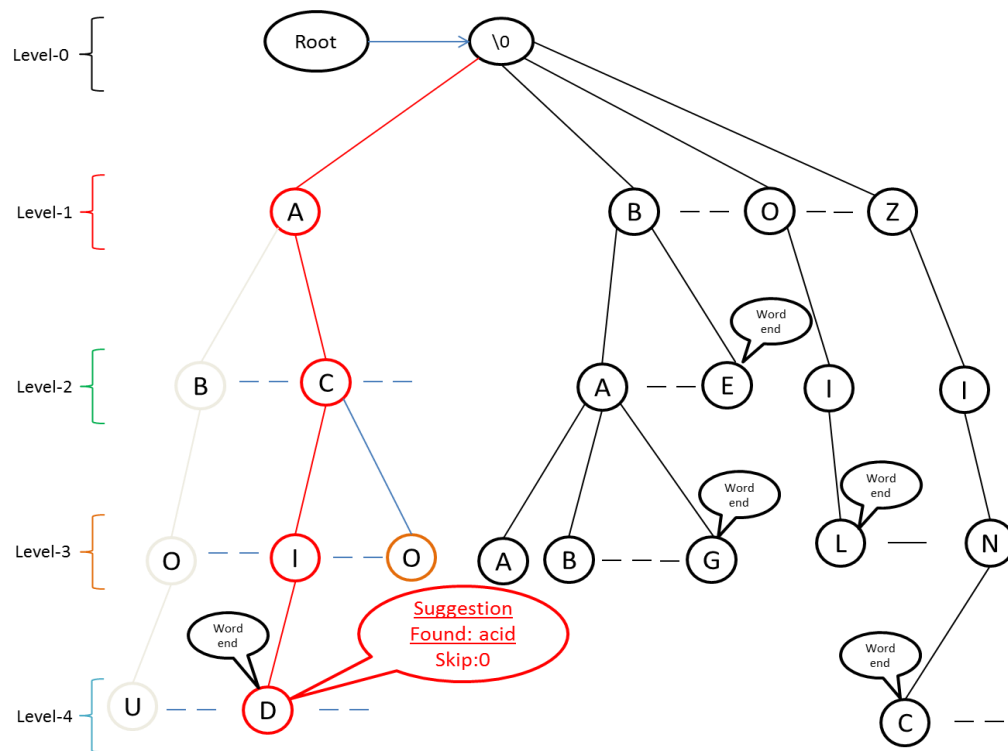 Level-0
Root
\0
Level-1
A
B
O
Z
Word
end
Level-2
B
C
A
E
I
I
Word
end
Word
end
Level-3
O
I
O
A
B
G
L
N
Suggestion
Found: acid
Skip:0
Word
end
Word
end
Level-4
U
D
C